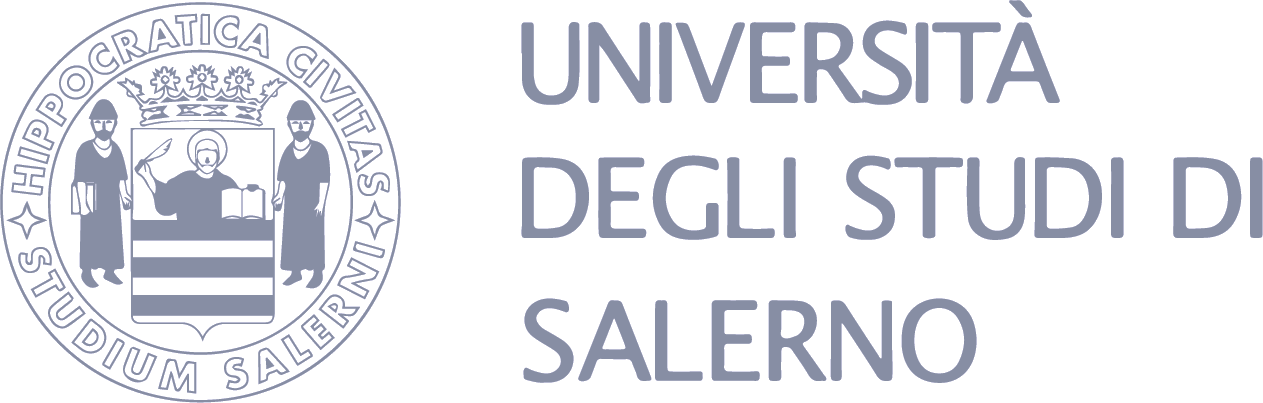 HIPPOCRATICA CIVITAS
STUDIUM SALERNI
UNIVERSITÀ
DEGLI STUDI DI
SALERNO